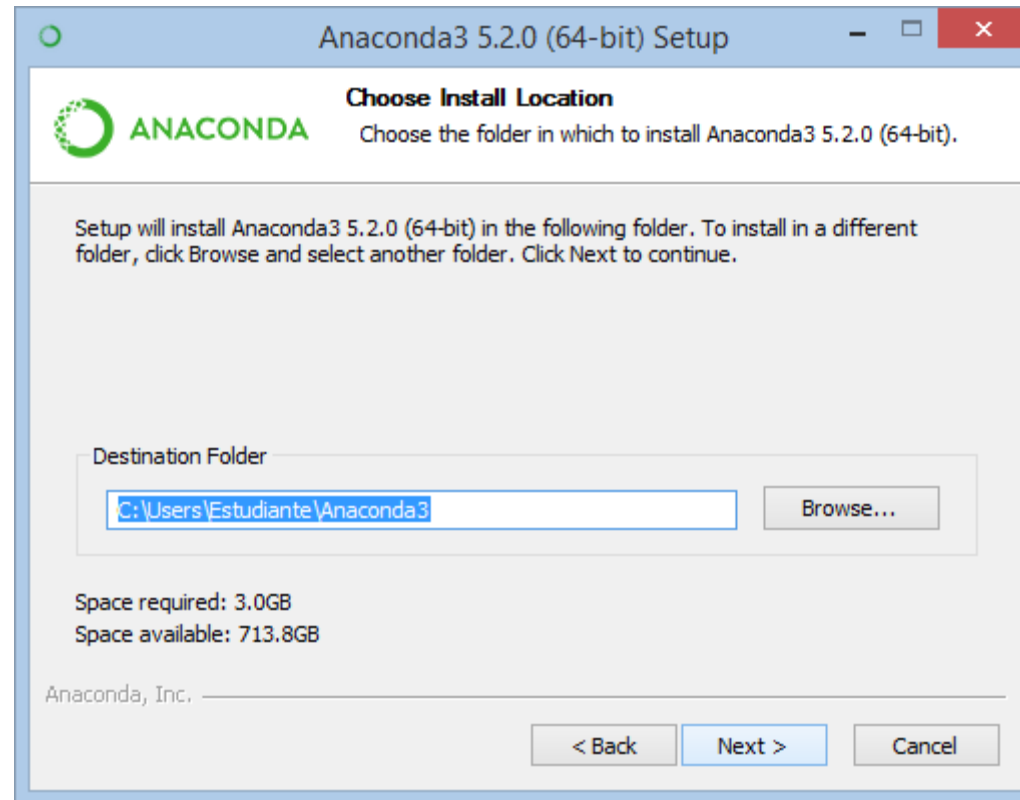 Anaconda3 5.2.0 (64-bit) Setup
ANACONDA
Choose Install Location
Choose the folder in which to install Anaconda3 5.2.0 (64-bit).
Setup will install Anaconda3 5.2.0 (64-bit) in the following folder. To install in a different
folder, click Browse and select another folder. Click Next to continue.
Destination Folder
C:\Users\Estudiante\Anaconda3
Browse...
Space required: 3.0GB
Space available: 713.8GB
Anaconda, Inc.
< Back
Next >
Cancel